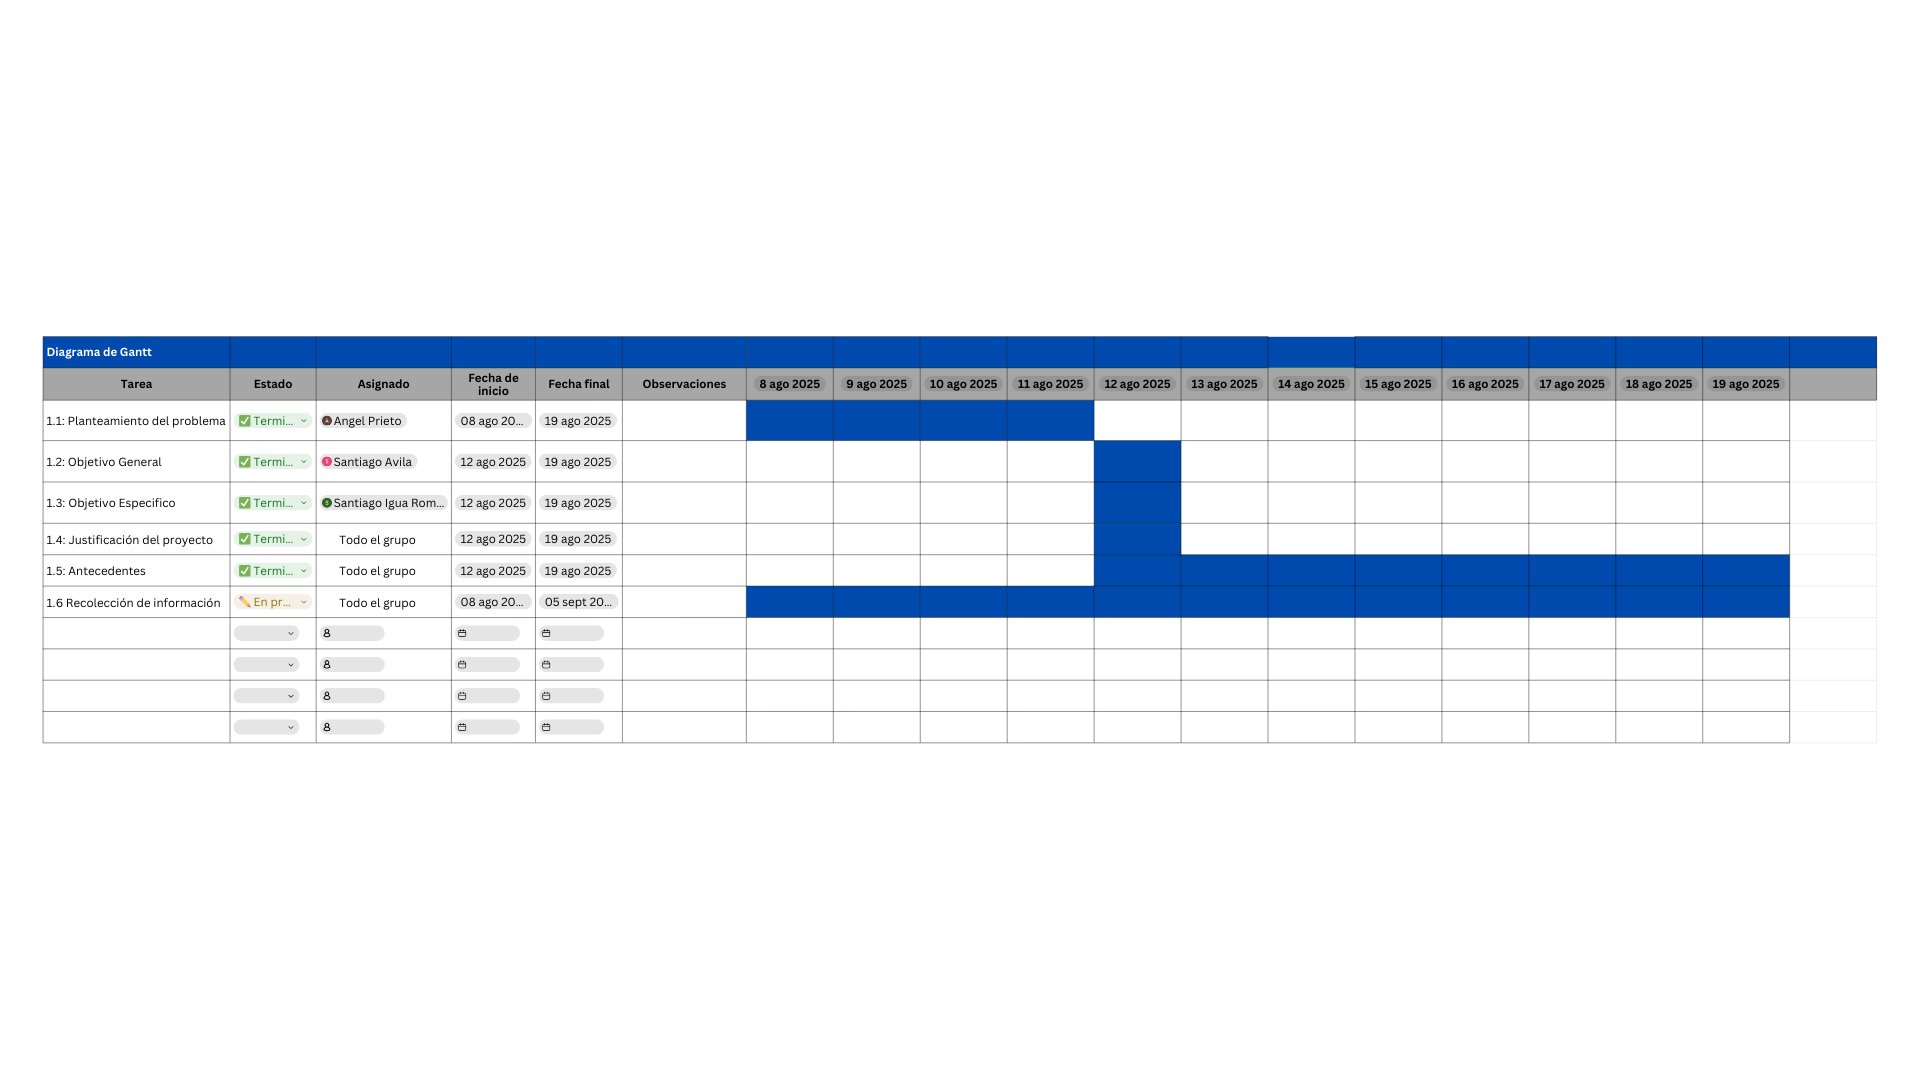 Diagrama de Gantt
Tarea Estado Asignado Fecha de inicio Fecha final Observaciones 8 ago 2025 9 ago 2025 10 ago 2025 11 ago 2025 12 ago 2025 13 ago 2025 14 ago 2025 15 ago 2025 16 ago 2025 17 ago 2025 18 ago 2025 19 ago 2025
1.1: Planteamiento del problema ✅ Termi... Angel Prieto 08 ago 20... 19 ago 2025
1.2: Objetivo General ✅ Termi... Santiago Avila 12 ago 2025 19 ago 2025
1.3: Objetivo Especifico ✅ Termi... Santiago Igua Rom... 12 ago 2025 19 ago 2025
1.4: Justificación del proyecto ✅ Termi... Todo el grupo 12 ago 2025 19 ago 2025
1.5: Antecedentes ✅ Termi... Todo el grupo 12 ago 2025 19 ago 2025
1.6 Recolección de información ✏️ En pr... Todo el grupo 08 ago 20... 05 sept 20...